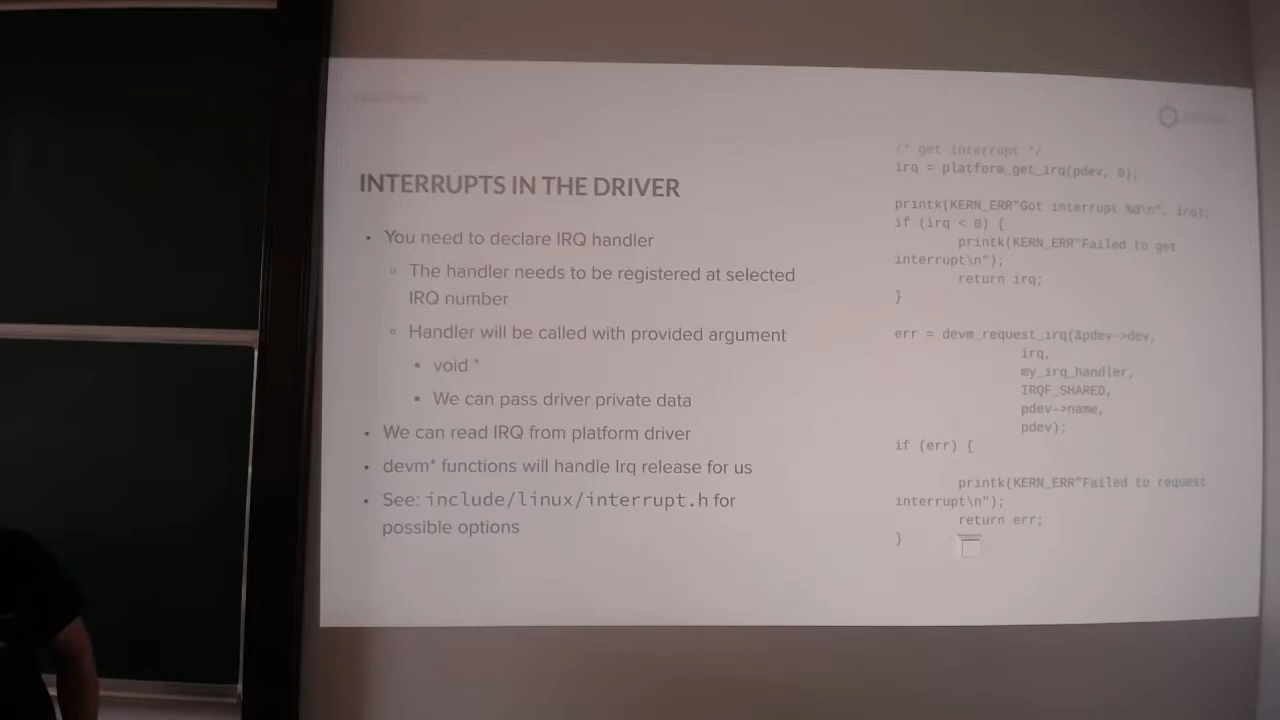 INTERRUPTS IN THE DRIVER
• You need to declare IRQ handler
▫ The handler needs to be registered at selected
IRQ number
▫ Handler will be called with provided argument
▪ void *
▪ We can pass driver private data
• We can read IRQ from platform driver
• devm* functions will handle Irq release for us
• See: include/linux/interrupt.h for
possible options
/* get interrupt */
irq = platform_get_irq(pdev, 0);
printk(KERN_ERR"Got interrupt %d\n", irq);
if (irq < 0) {
printk(KERN_ERR"Failed to get
interrupt\n");
return irq;
}
err = devm_request_irq(&pdev->dev,
irq,
my_irq_handler,
IRQF_SHARED,
pdev->name,
pdev);
if (err) {
printk(KERN_ERR"Failed to request
interrupt\n");
return err;
}